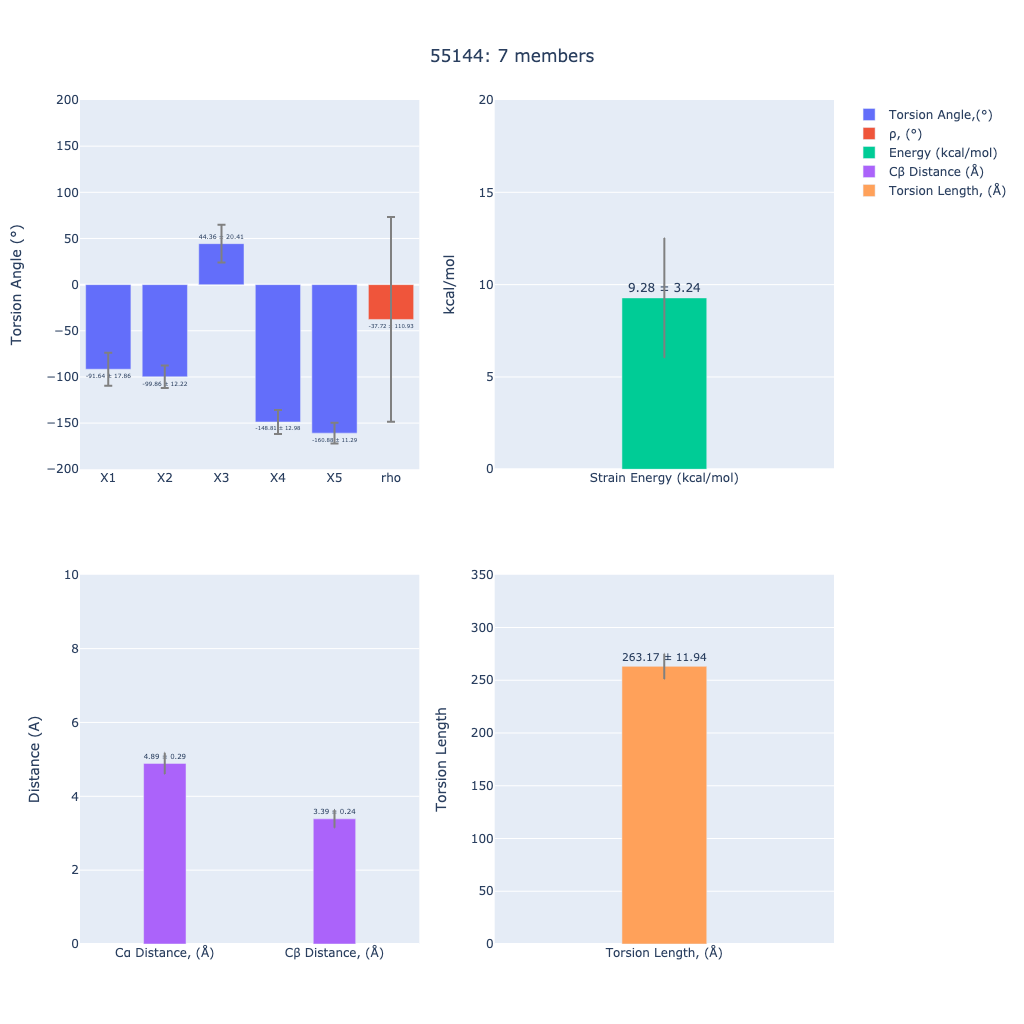 55144: 7 members
Torsion Angle (°)
200
150
100
50
0
−50
−100
−150
−200
-91.64 ± 17.86
-99.86 ± 12.22
44.36 ± 20.41
-148.81 ± 12.98
-160.88 ± 11.29
-37.72 ± 110.93
X1 X2 X3 X4 X5 rho
kcal/mol
20
15
10
5
0
9.28 ± 3.24
Strain Energy (kcal/mol)
Torsion Angle,(°)
ρ, (°)
Energy (kcal/mol)
Cβ Distance (Å)
Torsion Length, (Å)
Distance (A)
10
8
6
4
2
0
4.89 ± 0.29
3.39 ± 0.24
Cα Distance, (Å) Cβ Distance, (Å)
Torsion Length
350
300
250
200
150
100
50
0
263.17 ± 11.94
Torsion Length, (Å)